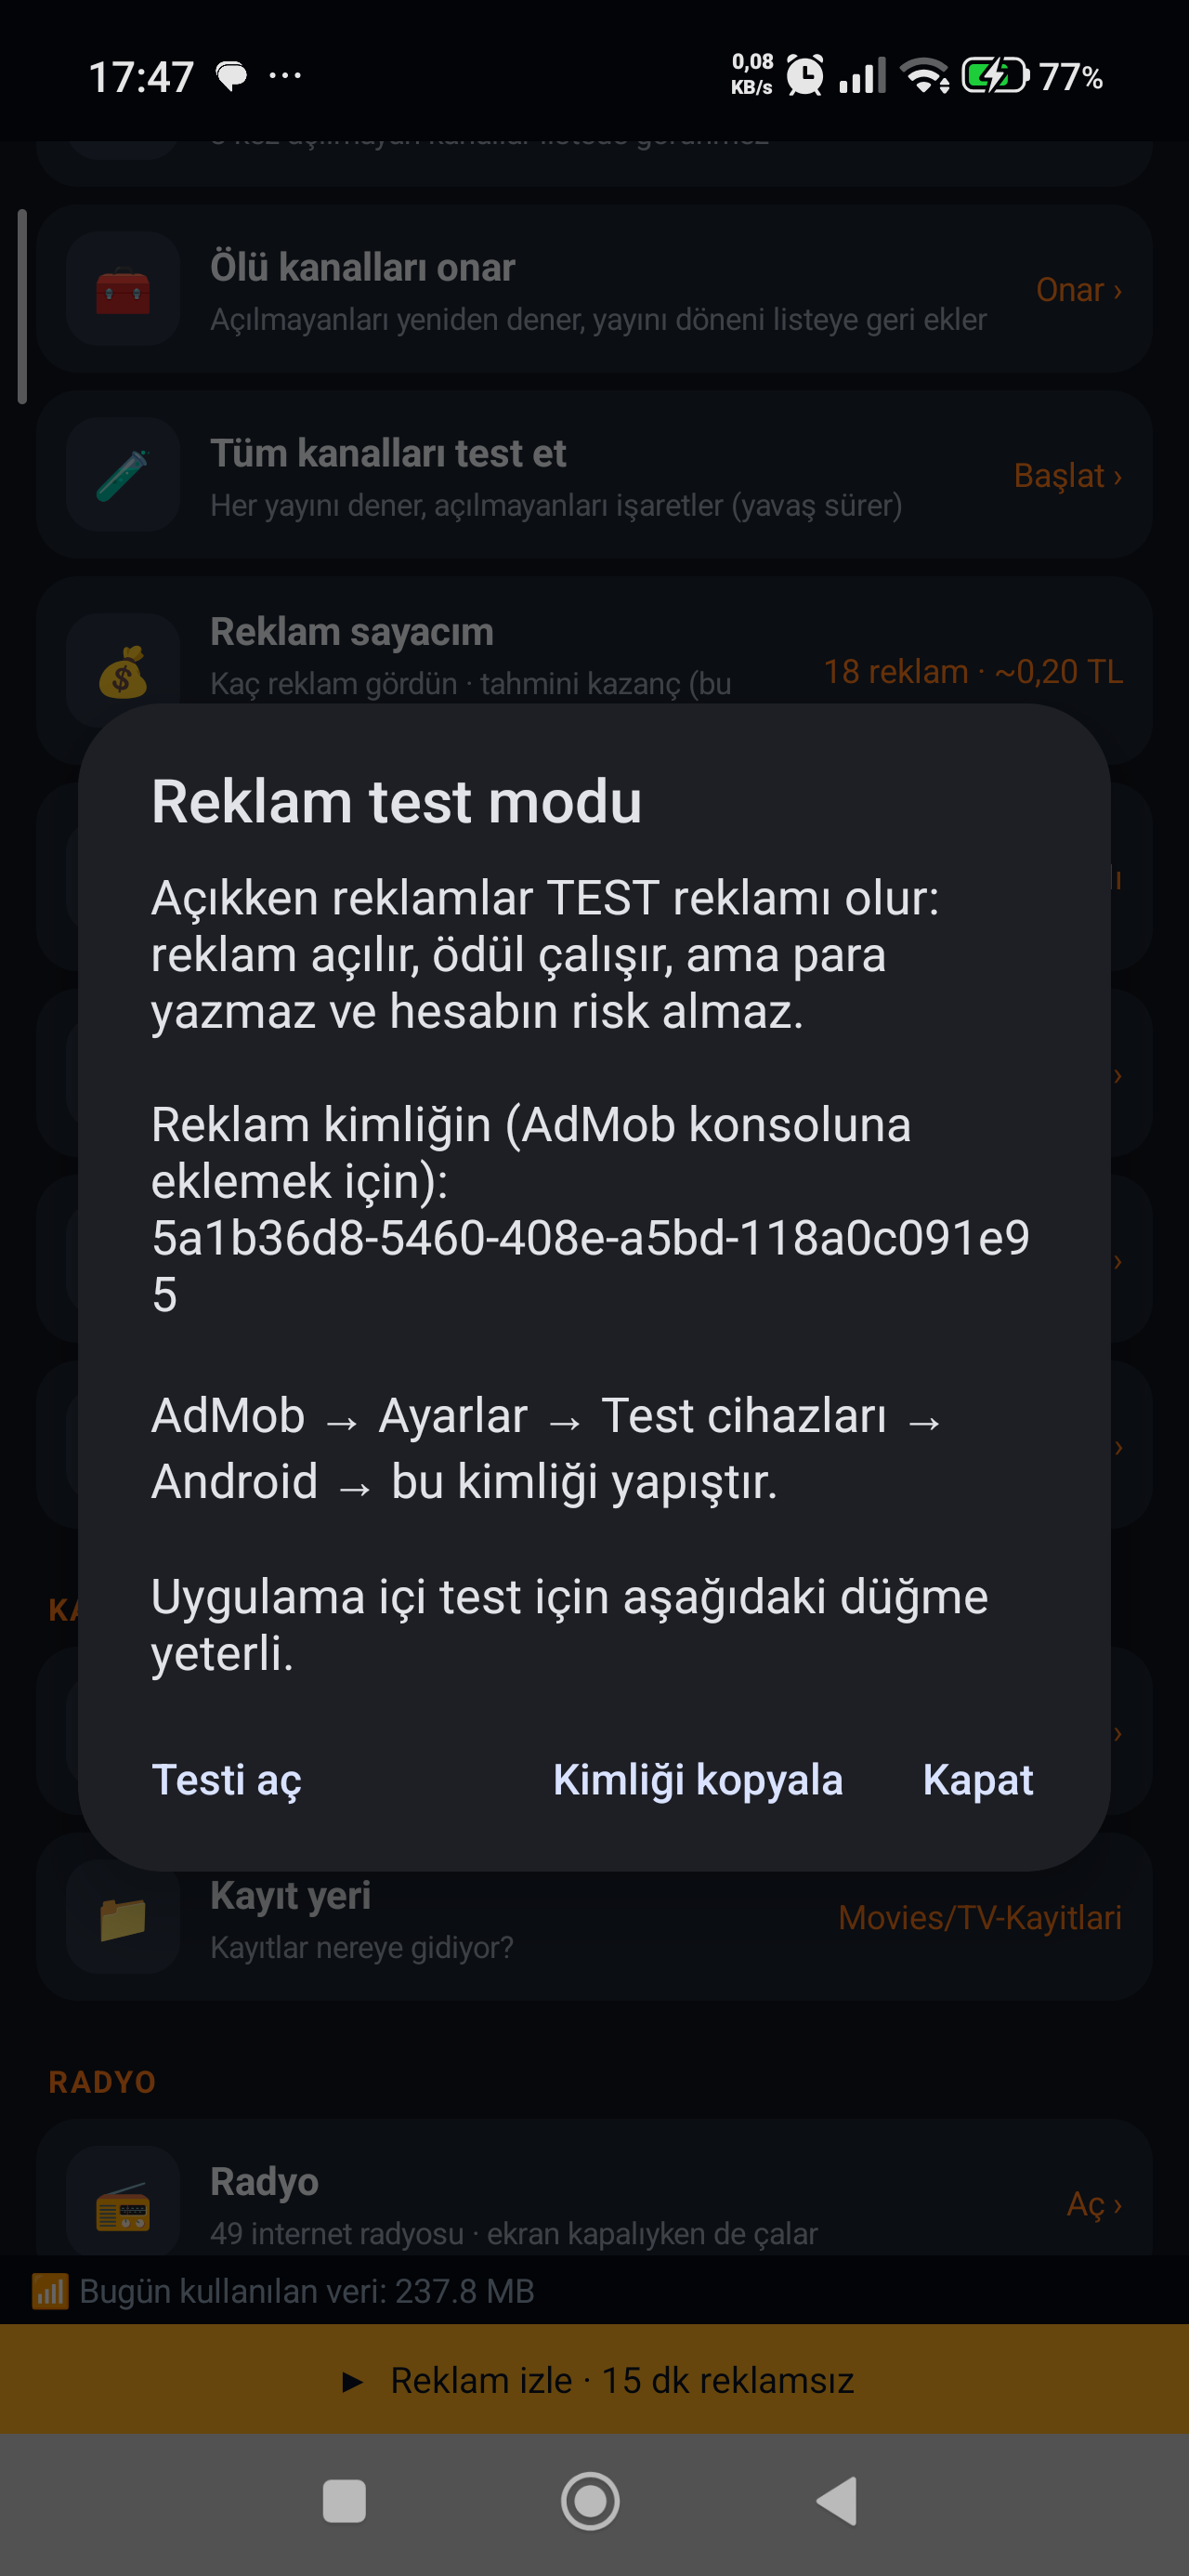 17:47
0,08
KB/s
77%
Ölü kanalları onar
Açılmayanları yeniden dener, yayını döneni listeye geri ekler
Onar ›
Tüm kanalları test et
Her yayını dener, açılmayanları işaretler (yavaş sürer)
Başlat ›
Reklam sayacım
Kaç reklam gördün · tahmini kazanç (bu
18 reklam · ~0,20 TL
Reklam test modu
Açıkken reklamlar TEST reklamı olur:
reklam açılır, ödül çalışır, ama para
yazmaz ve hesabın risk almaz.
Reklam kimliğin (AdMob konsoluna
eklemek için):
5a1b36d8-5460-408e-a5bd-118a0c091e9
5
AdMob → Ayarlar → Test cihazları →
Android → bu kimliği yapıştır.
Uygulama içi test için aşağıdaki düğme
yeterli.
Testi aç
Kimliği kopyala
Kapat
Kayıt yeri
Kayıtlar nereye gidiyor?
Movies/TV-Kayitlari
RADYO
Radyo
49 internet radyosu · ekran kapalıyken de çalar
Aç ›
Bugün kullanılan veri: 237.8 MB
► Reklam izle · 15 dk reklamsız